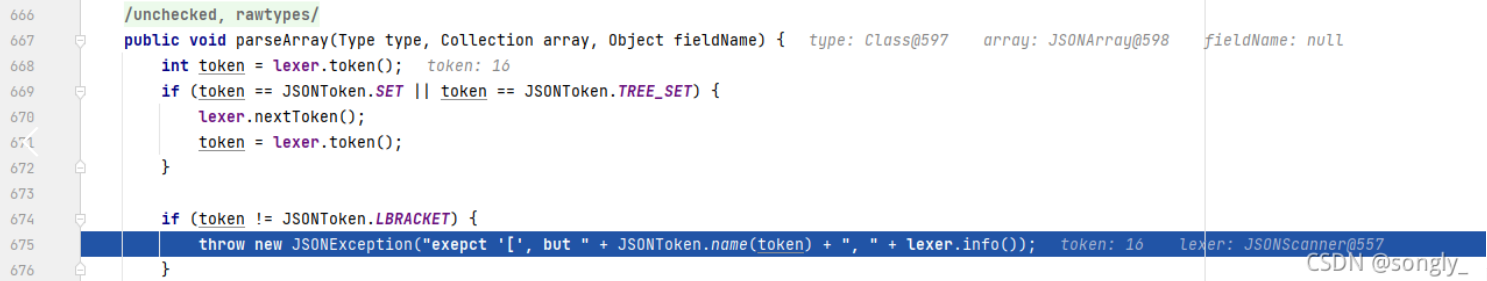 666 /unchecked, rawtypes/
667 public void parseArray(Type type, Collection array, Object fieldName) { type: Class@597 array: JSONArray@598 fieldName: null
668 int token = lexer.token(); token: 16
669 if (token == JSONToken.SET || token == JSONToken.TREE_SET) {
670 lexer.nextToken();
671 token = lexer.token();
672 }
673
674 if (token != JSONToken.LBRACKET) {
675 throw new JSONException("exepct '[', but " + JSONToken.name(token) + ", " + lexer.info()); token: 16 lexer: JSONScanner@557
676 }
CSDN @songly_